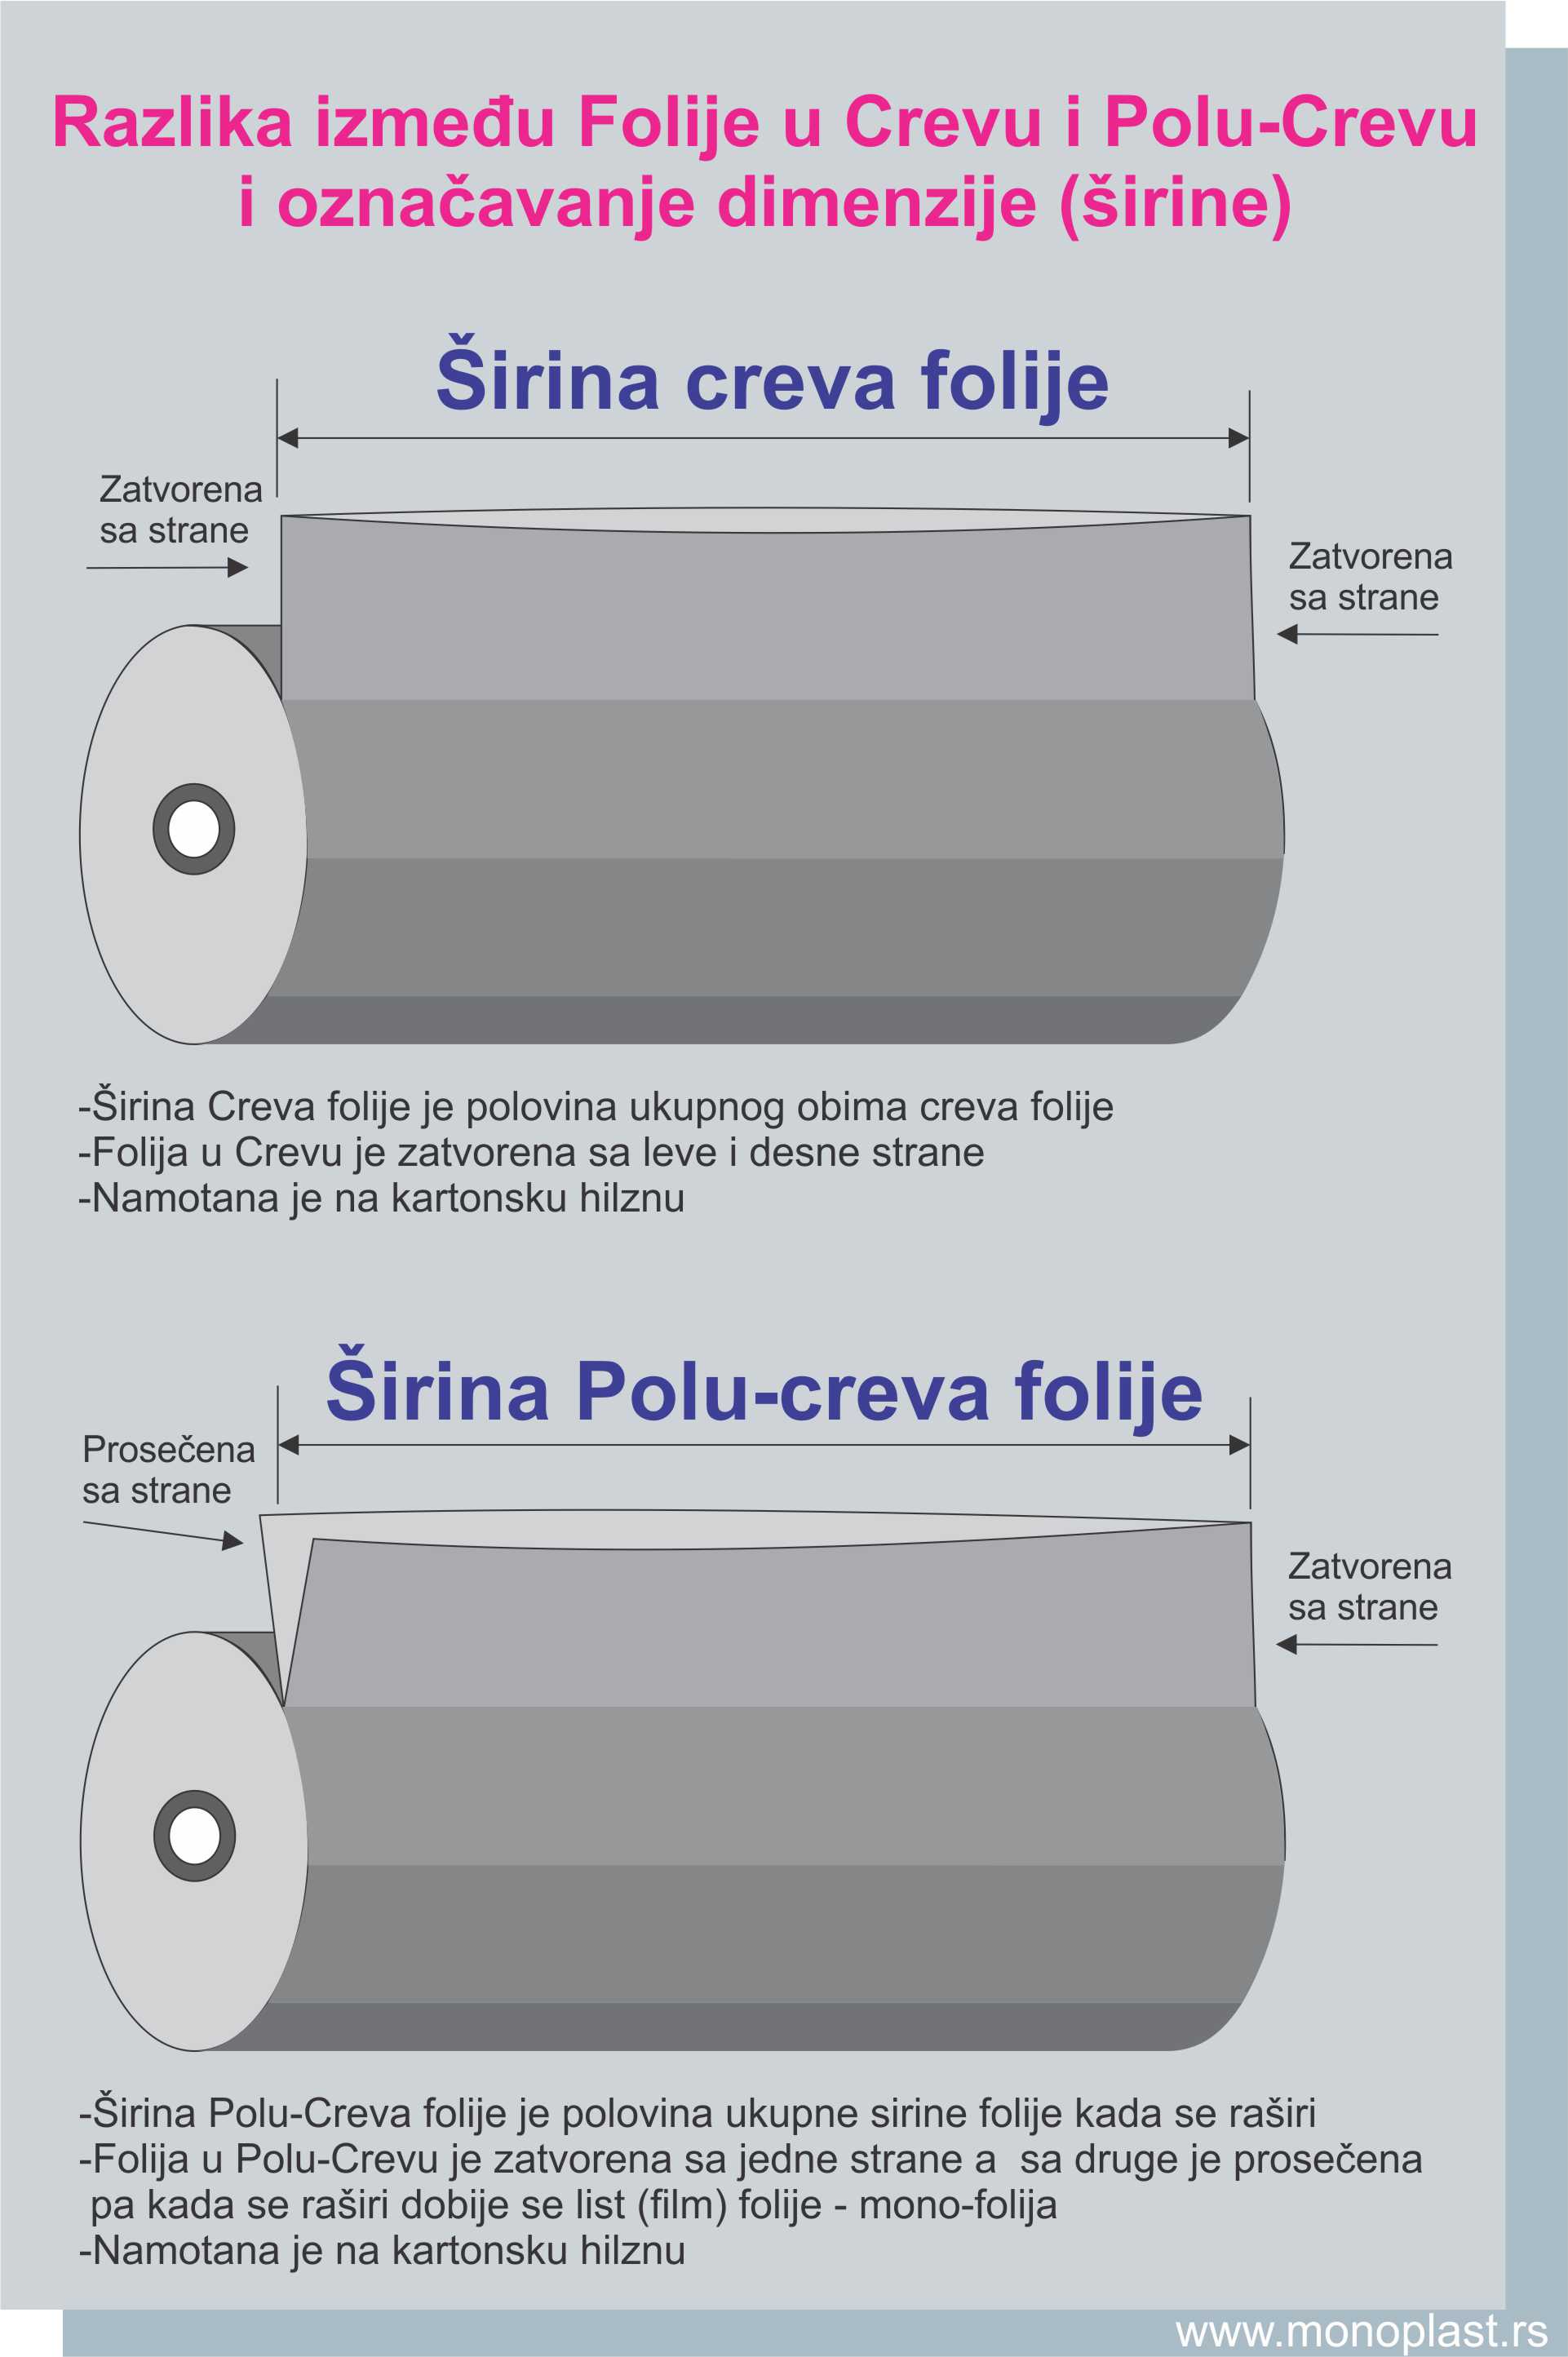 Razlika između Folije u Crevu i Polu-Crevu
i označavanje dimenzije (širine)
Širina creva folije
Zatvorena
sa strane
Zatvorena
sa strane
-Širina Creva folije je polovina ukupnog obima creva folije
-Folija u Crevu je zatvorena sa leve i desne strane
-Namotana je na kartonsku hilznu
Širina Polu-creva folije
Prosečena
sa strane
Zatvorena
sa strane
-Širina Polu-Creva folije je polovina ukupne sirine folije kada se raširi
-Folija u Polu-Crevu je zatvorena sa jedne strane a  sa druge je prosečena
pa kada se raširi dobije se list (film) folije - mono-folija
-Namotana je na kartonsku hilznu
www.monoplast.rs